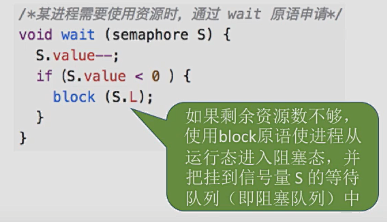 /*某进程需要使用资源时，通过 wait 原语申请*/
void wait (semaphore S) {
S.value--;
if (S.value < 0 ) {
block (S.L);
}
}
如果剩余资源数不够，
使用block原语使进程从
运行态进入阻塞态，并
把挂到信号量 S 的等待
队列（即阻塞队列）中